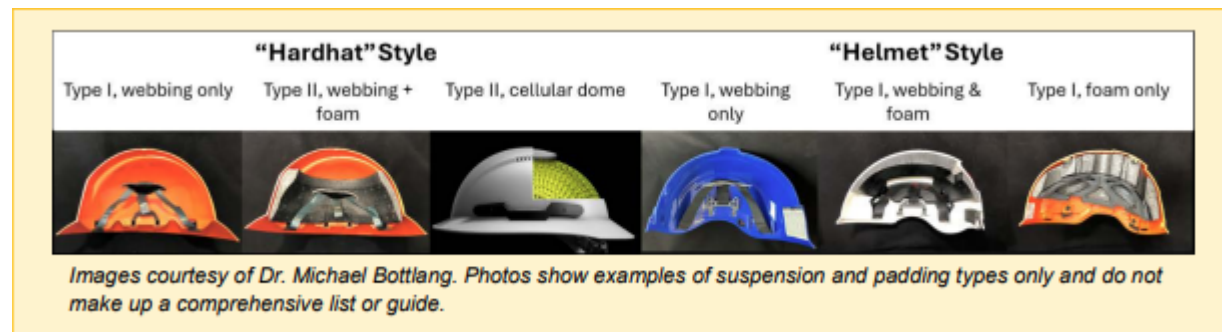 “Hardhat” Style
“Helmet” Style
Type I, webbing only
Type II, webbing +
foam
Type II, cellular dome
Type I, webbing
only
Type I, webbing &
foam
Type I, foam only
Images courtesy of Dr. Michael Bottlang. Photos show examples of suspension and padding types only and do not
make up a comprehensive list or guide.